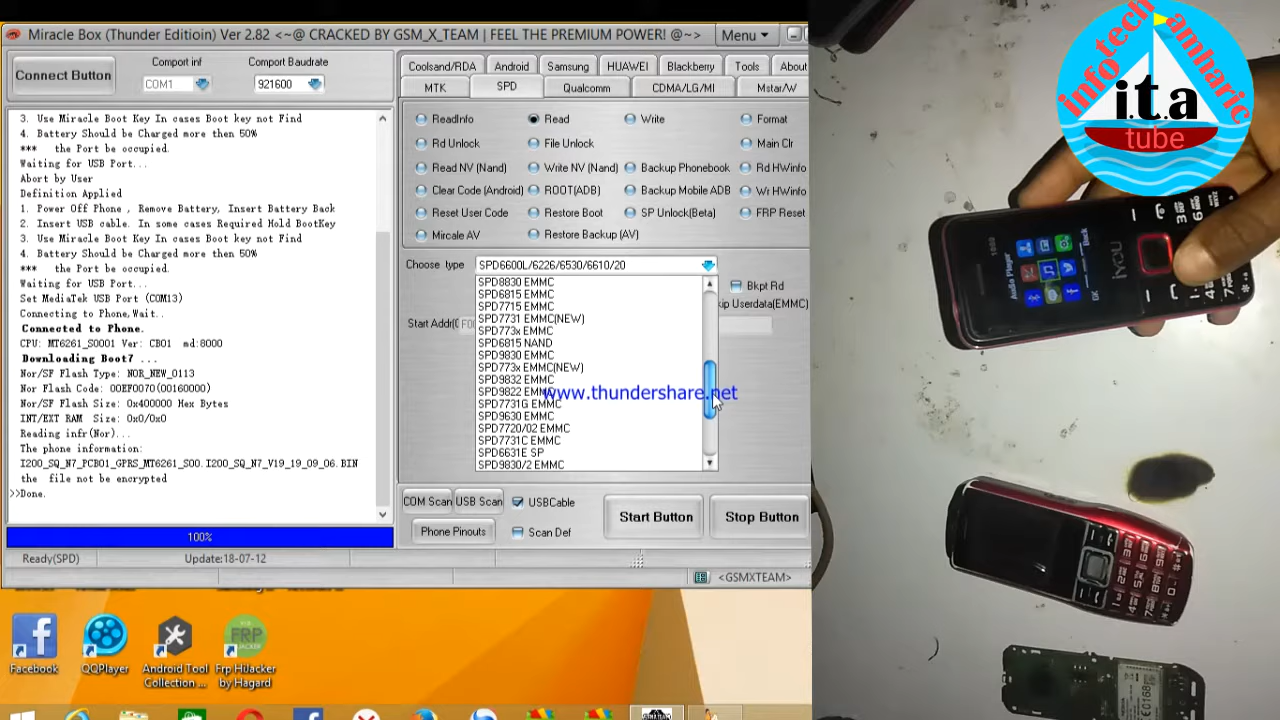 Miracle Box (Thunder Editioin) Ver 2.82 <~@ CRACKED BY GSM_X_TEAM | FEEL THE PREMIUM POWER! @~>
Menu
Connect Button
Comport inf
Comport Baudrate
COM1
921600
3. Use Miracle Boot Key In cases Boot key not Find
4. Battery Should be Charged more then 50%
*** the Port be occupied.
Waiting for USB Port...
Abort by User
Definition Applied
1. Power Off Phone , Remove Battery, Insert Battery Back
2. Insert USB cable. In some cases Required Hold BootKey
3. Use Miracle Boot Key In cases Boot key not Find
4. Battery Should be Charged more then 50%
*** the Port be occupied.
Waiting for USB Port...
Set MediaTek USB Port (COM13)
Connecting to Phone,Wait..
Connected to Phone.
CPU: MT6261_S0001 Ver: CB01 md:8000
Downloading Boot7 ...
Nor/SF Flash Type: NOR_NEW_0113
Nor Flash Code: 00EF0070(00160000)
Nor/SF Flash Size: 0x400000 Hex Bytes
INT/EXT RAM Size: 0x0/0x0
Reading infr(Nor)...
The phone information:
I200_SQ_N7_PCB01_GPRS_MT6261_S00.I200_SQ_N7_V19_19_09_06.BIN
the file not be encrypted
>>Done.
100%
Ready(SPD)
Update:18-07-12
Coolsand/RDA
Android
Samsung
HUAWEI
Blackberry
Tools
About
MTK
SPD
Qualcomm
CDMA/LG/MI
Mstar/W
ReadInfo
Read
Write
Format
Rd Unlock
File Unlock
Main Clr
Read NV (Nand)
Write NV (Nand)
Backup Phonebook
Rd HWinfo
Clear Code (Android)
ROOT(ADB)
Backup Mobile ADB
Wr HWinfo
Reset User Code
Restore Boot
SP Unlock(Beta)
FRP Reset
Mircale AV
Restore Backup (AV)
Choose type
SPD6600L/6226/6530/6610/20
SPD8830 EMMC
SPD6815 EMMC
SPD7715 EMMC
SPD7731 EMMC(NEW)
SPD773x EMMC
SPD6815 NAND
SPD9830 EMMC
SPD773x EMMC(NEW)
SPD9832 EMMC
SPD9822 EMMC
SPD7731G EMMC
SPD9630 EMMC
SPD7720/02 EMMC
SPD7731C EMMC
SPD6631E SP
SPD9830/2 EMMC
Bkpt Rd
Userdata(EMMC)
Start Addr(
www.thundershare.net
COM Scan
USB Scan
USBCable
Start Button
Stop Button
Phone Pinouts
Scan Def
<GSMXTEAM>
Facebook
QQPlayer
Android Tool
Collection ...
FRP
Frp HiJacker
by Hagard
info tech amharic
i.t.a
tube
Audio Player
OK
Back